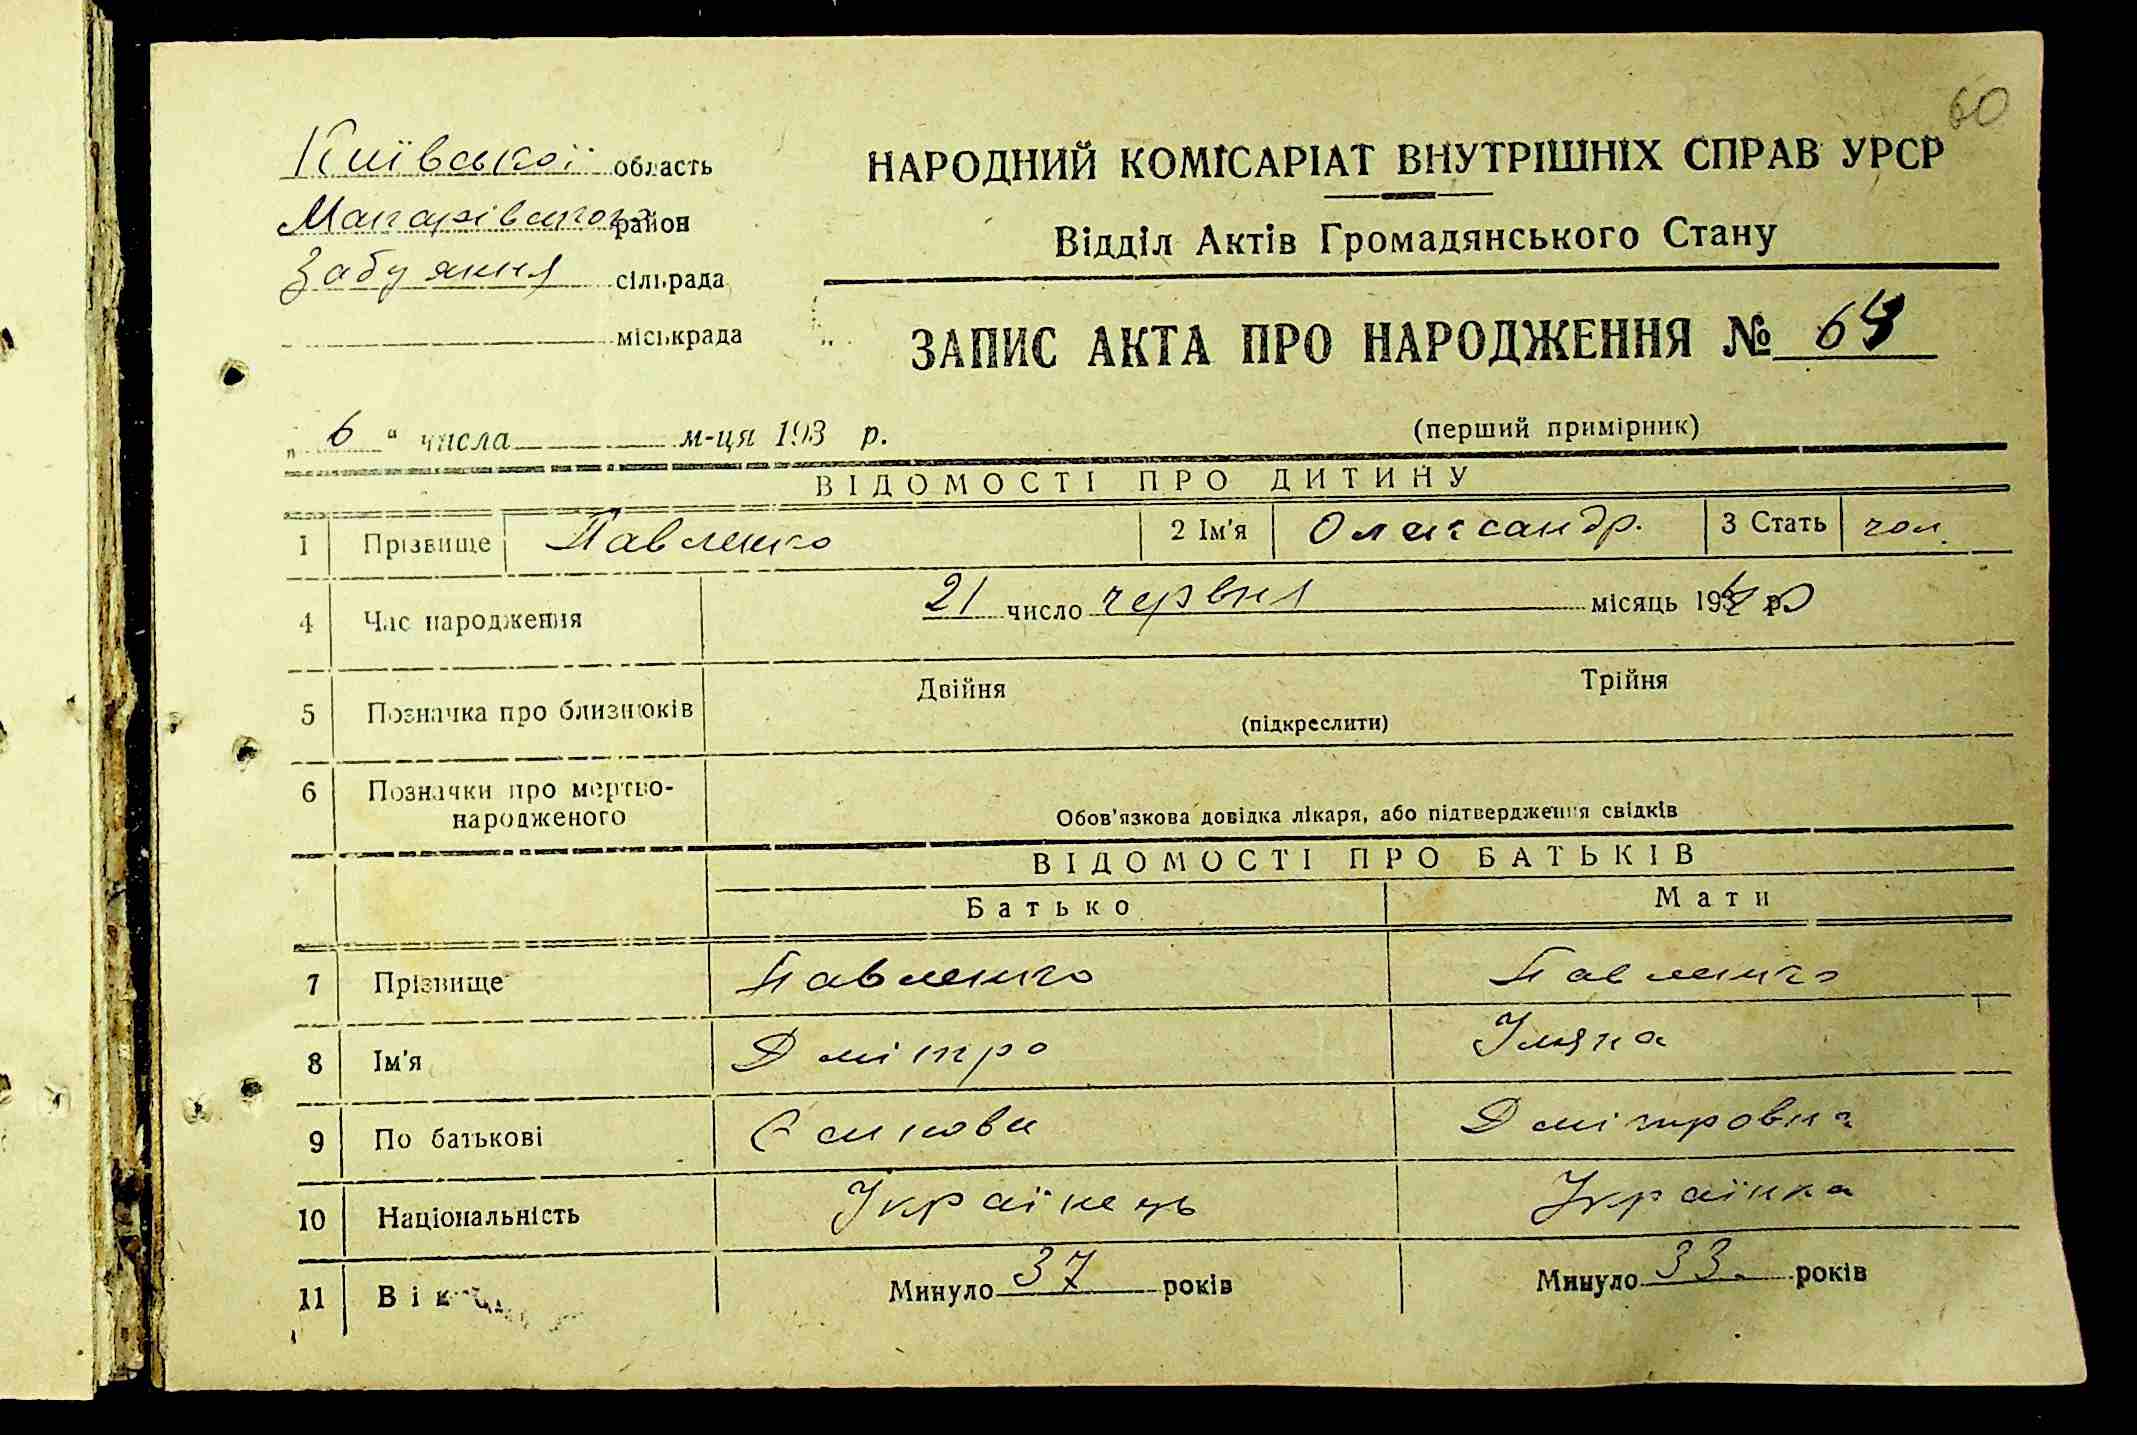 60
Київської область
Макарівського район
Забуяння сільрада
міськрада
НАРОДНИЙ КОМІСАРІАТ ВНУТРІШНІХ СПРАВ УРСР
Відділ Актів Громадянського Стану
ЗАПИС АКТА ПРО НАРОДЖЕННЯ №
„ 6 “ числа м-ця 193 р.
(перший примірник)
ВІДОМОСТІ ПРО ДИТИНУ
1 Прізвище Павленко 2 Ім'я Олександр. 3 Стать чол.
4 Час народження 21 число червня місяць 1940
5 Позначка про близнюків Двійня Трійня
(підкреслити)
6 Позначки про мертво-
народженого
Обов'язкова довідка лікаря, або підтвердження свідків
ВІДОМОСТІ ПРО БАТЬКІВ
Батько Мати
7 Прізвище Павленко Павленко
8 Ім'я Дмітро Уляна
9 По батькові Дмітровна
10 Національність Українець Українка
11 Вік Минуло 37 років Минуло 33 років